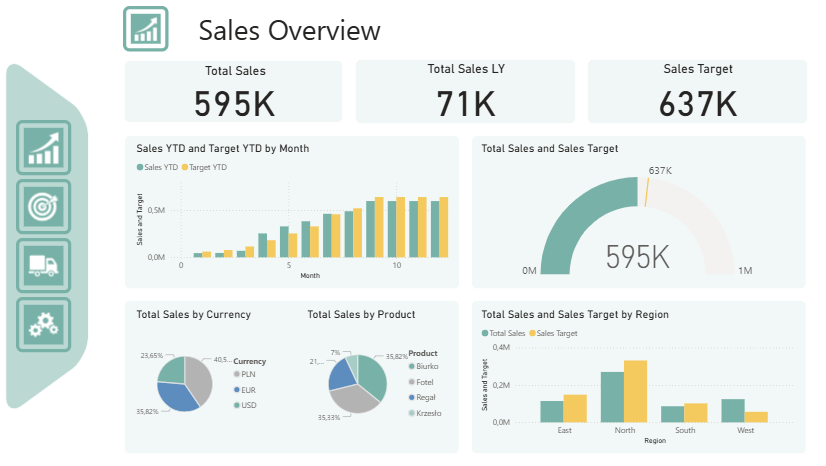 Sales Overview
Total Sales
595K
Total Sales LY
71K
Sales Target
637K
Sales YTD and Target YTD by Month
Sales YTD Target YTD
Sales and Target
0,5M
0,0M
0 5 10
Month
Total Sales and Sales Target
637K
595K
0M 1M
Total Sales by Currency
23,65%
40,5...
35,82%
Currency
PLN
EUR
USD
Total Sales by Product
7%
21,...
35,82%
35,33%
Product
Biurko
Fotel
Regał
Krzesło
Total Sales and Sales Target by Region
Total Sales Sales Target
Sales and Target
0,4M
0,2M
0,0M
East North South West
Region